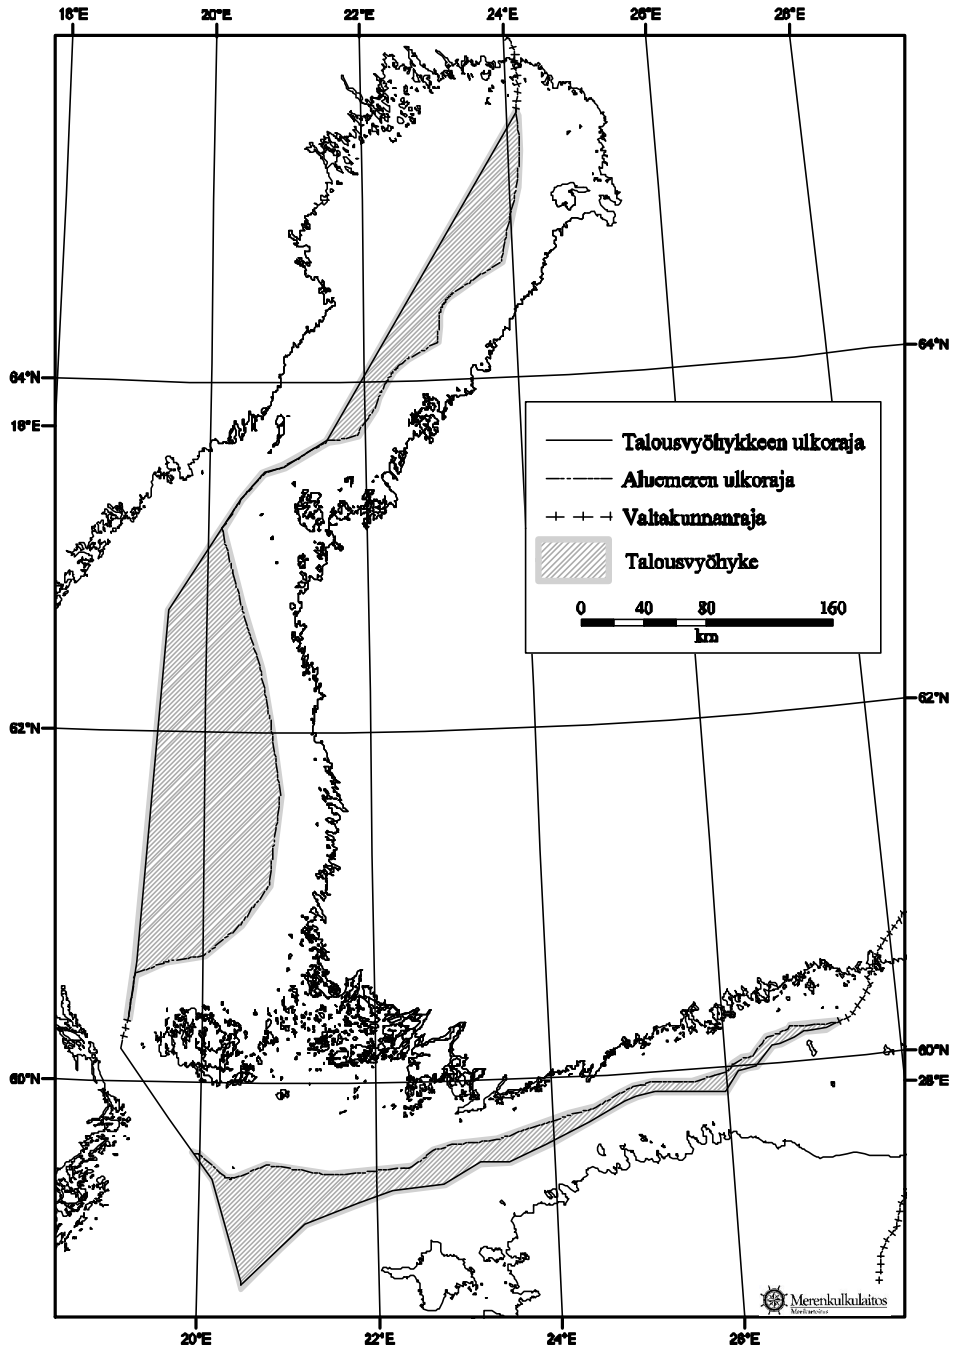 18°E 20°E 22°E 24°E 26°E 28°E
64°N
64°N
18°E
Talousvyöhykkeen ulkoraja
Aluemeren ulkoraja
Valtakunnanraja
Talousvyöhyke
0 40 80 160
km
62°N
62°N
60°N
60°N
28°E
Merenkulkulaitos
Merikartoitus
20°E 22°E 24°E 26°E